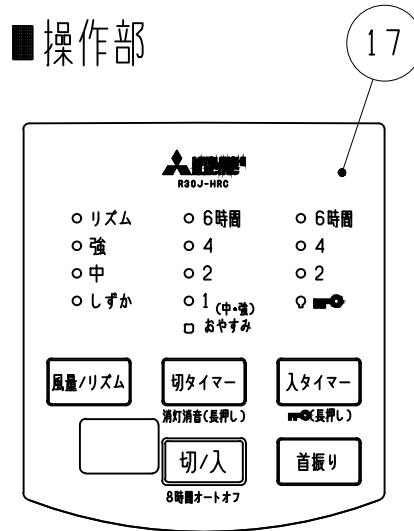 ■操作部
17
R30J-HRC
リズム 6時間 6時間
強 4 4
中 2 2
しずか 1(中・強)
おやすみ
風量/リズム 切タイマー 入タイマー
消灯消音(長押し) (長押し)
切/入 首振り
8時間オートオフ